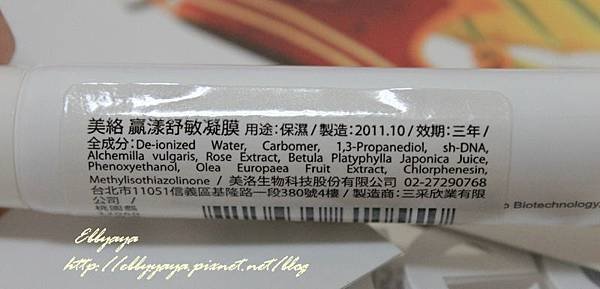 美絡 贏漾舒敏凝膜 用途:保濕/製造:2011.10/效期:三年/
全成分:De-ionized Water, Carbomer, 1,3-Propanediol, sh-DNA,
Alchemilla vulgaris, Rose Extract, Betula Platyphylla Japonica Juice,
Phenoxyethanol, Olea Europaea Fruit Extract, Chlorphenesin,
Methylisothiazolinone / 美洛生物科技股份有限公司 02-27290768
台北市11051信義區基隆路一段380號4樓/製造商:三采欣業有限
公司 /
桃園縣
Biotechnology
Ebbyaya
http://ebbyyaya.pixnet.net/blog